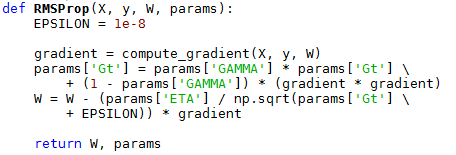 def RMSProp(X, y, W, params):
    EPSILON = 1e-8

    gradient = compute_gradient(X, y, W)
    params['Gt'] = params['GAMMA'] * params['Gt'] \
        + (1 - params['GAMMA']) * (gradient * gradient)
    W = W - (params['ETA'] / np.sqrt(params['Gt'] \
        + EPSILON)) * gradient

    return W, params